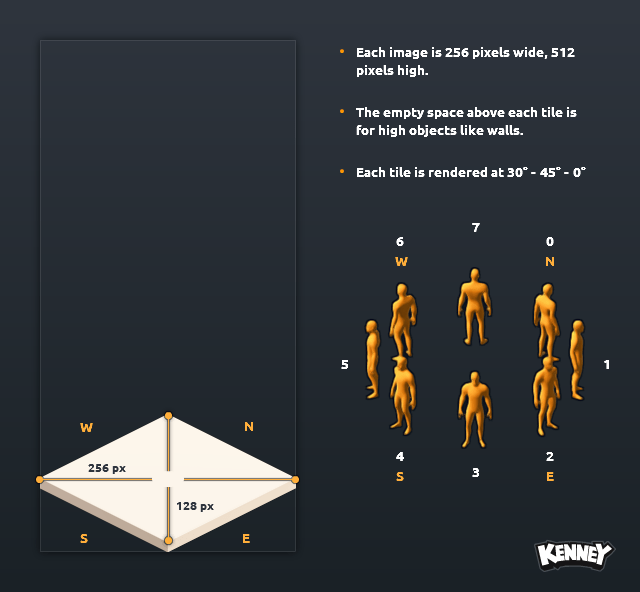 Each image is 256 pixels wide, 512
pixels high.
The empty space above each tile is
for high objects like walls.
Each tile is rendered at 30° - 45° - 0°
7
6
0
W
N
5
1
4
2
3
S
E
W
N
256 px
128 px
S
E
KENNEY